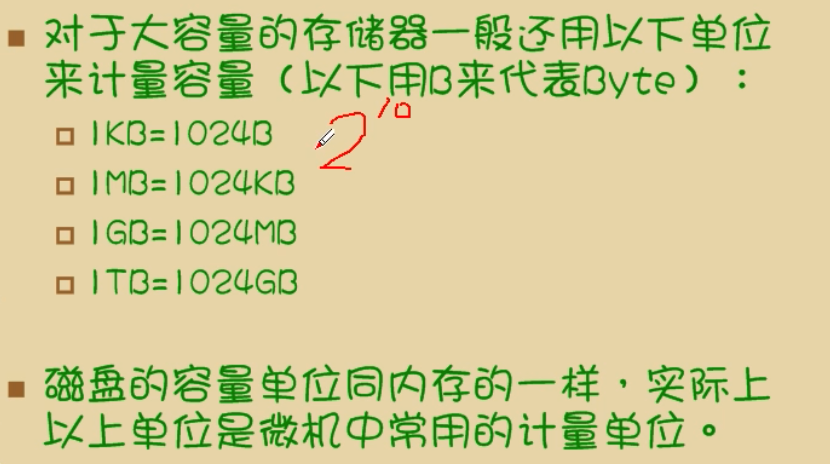 对于大容量的存储器一般还用以下单位
来计量容量（以下用B来代表Byte）：
1KB=1024B
2^10
1MB=1024KB
1GB=1024MB
1TB=1024GB
磁盘的容量单位同内存的一样，实际上
以上单位是微机中常用的计量单位。